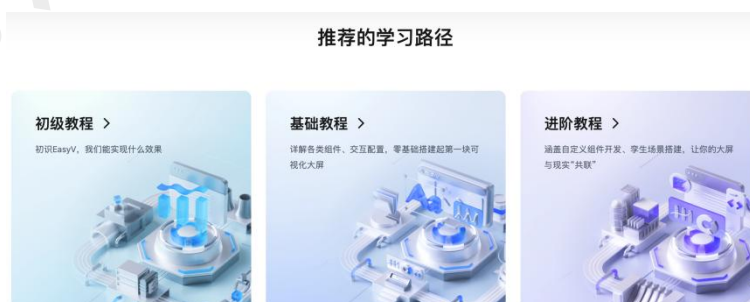 推荐的学习路径
初级教程
初识EasyV，我们能实现什么效果
基础教程
详解各类组件、交互配置，零基础搭建起第一块可
视化大屏
进阶教程
涵盖自定义组件开发、孪生场景搭建，让你的大屏
与现实“共联”